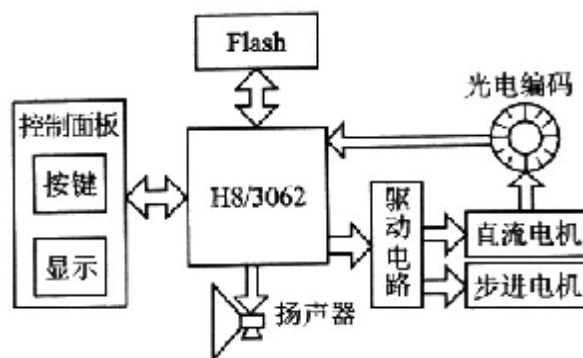 Flash
光电编码
控制面板
按键
H8/3062
显示
驱动电路
直流电机
步进电机
扬声器